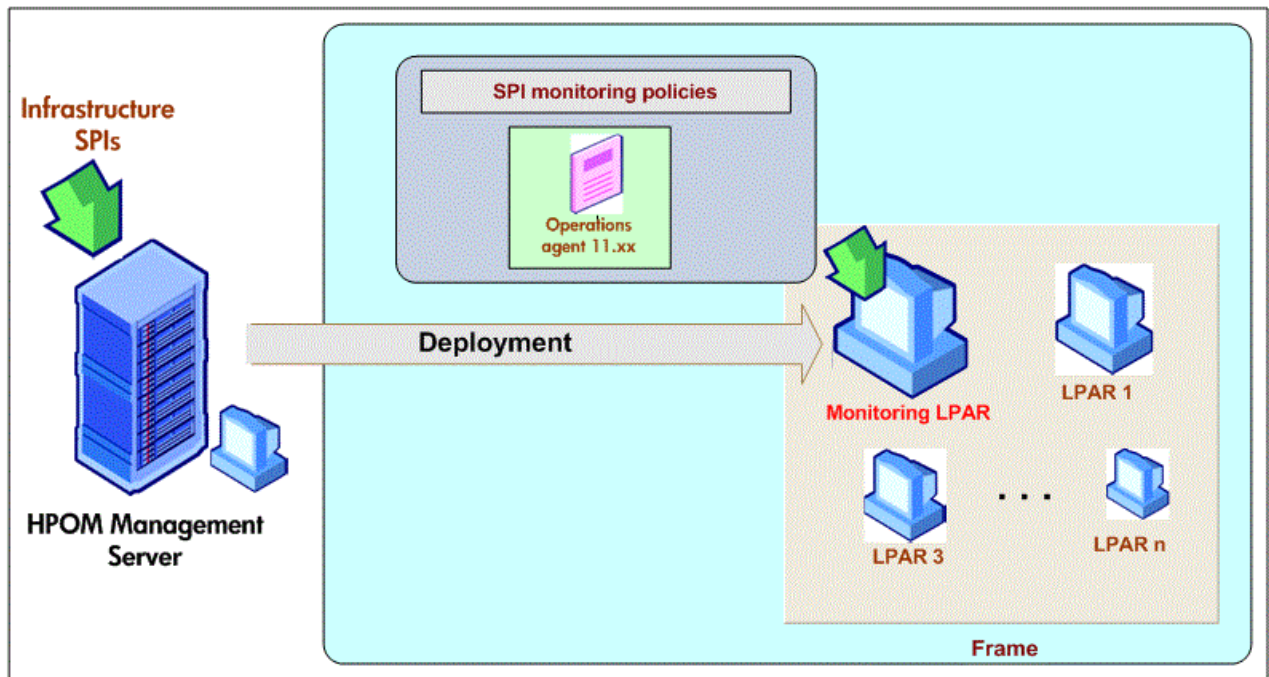 Infrastructure
SPIs
SPI monitoring policies
Operations
agent 11.xx
Deployment
HPOM Management
Server
Monitoring LPAR
LPAR 1
LPAR 3
. . .
LPAR n
Frame